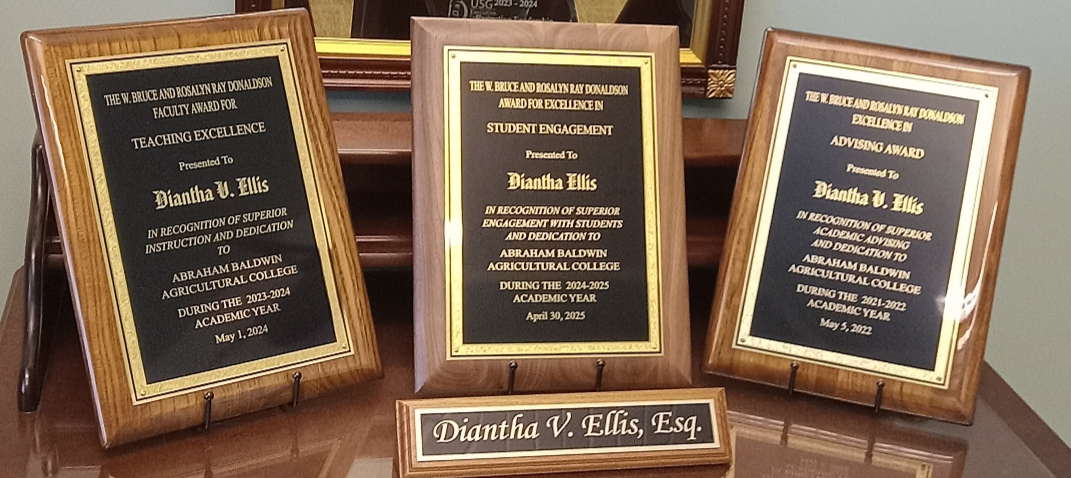 USG 2023 - 2024
THE W. BRUCE AND ROSALYN RAY DONALDSON
FACULTY AWARD FOR
TEACHING EXCELLENCE
Presented To
Diantha V. Ellis
IN RECOGNITION OF SUPERIOR
INSTRUCTION AND DEDICATION
TO
ABRAHAM BALDWIN
AGRICULTURAL COLLEGE
DURING THE 2023-2024
ACADEMIC YEAR
May 1, 2024
THE W. BRUCE AND ROSALYN RAY DONALDSON
AWARD FOR EXCELLENCE IN
STUDENT ENGAGEMENT
Presented To
Diantha Ellis
IN RECOGNITION OF SUPERIOR
ENGAGEMENT WITH STUDENTS
AND DEDICATION TO
ABRAHAM BALDWIN
AGRICULTURAL COLLEGE
DURING THE 2024-2025
ACADEMIC YEAR
April 30, 2025
THE W. BRUCE AND ROSALYN RAY DONALDSON
EXCELLENCE IN
ADVISING AWARD
Presented To
Diantha V. Ellis
IN RECOGNITION OF SUPERIOR
ACADEMIC ADVISING
AND DEDICATION TO
ABRAHAM BALDWIN
AGRICULTURAL COLLEGE
DURING THE 2021-2022
ACADEMIC YEAR
May 5, 2022
Diantha V. Ellis, Esq.